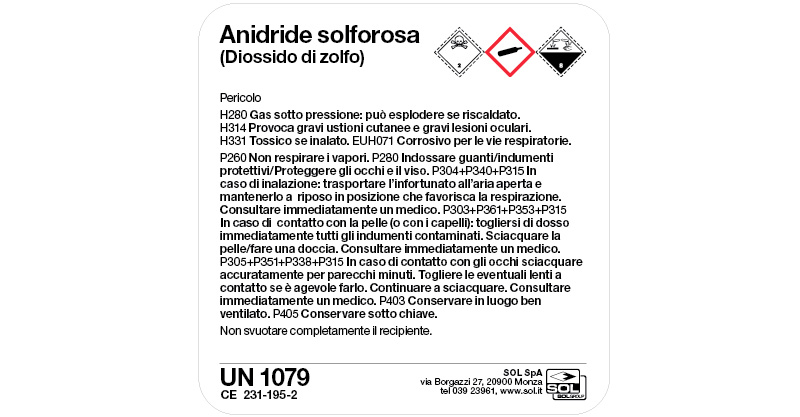 Anidride solforosa
(Diossido di zolfo)
2
8
Pericolo
H280 Gas sotto pressione: può esplodere se riscaldato.
H314 Provoca gravi ustioni cutanee e gravi lesioni oculari.
H331 Tossico se inalato. EUH071 Corrosivo per le vie respiratorie.
P260 Non respirare i vapori. P280 Indossare guanti/indumenti
protettivi/Proteggere gli occhi e il viso. P304+P340+P315 In
caso di inalazione: trasportare l'infortunato all'aria aperta e
mantenerlo a riposo in posizione che favorisca la respirazione.
Consultare immediatamente un medico. P303+P361+P353+P315
In caso di contatto con la pelle (o con i capelli): togliersi di dosso
immediatamente tutti gli indumenti contaminati. Sciacquare la
pelle/fare una doccia. Consultare immediatamente un medico.
P305+P351+P338+P315 In caso di contatto con gli occhi sciacquare
accuratamente per parecchi minuti. Togliere le eventuali lenti a
contatto se è agevole farlo. Continuare a sciacquare. Consultare
immediatamente un medico. P403 Conservare in luogo ben
ventilato. P405 Conservare sotto chiave.
Non svuotare completamente il recipiente.
UN 1079
CE 231-195-2
SOL SpA
via Borgazzi 27, 20900 Monza
tel 039 23961, www.sol.it
SOL
SOLGROUP